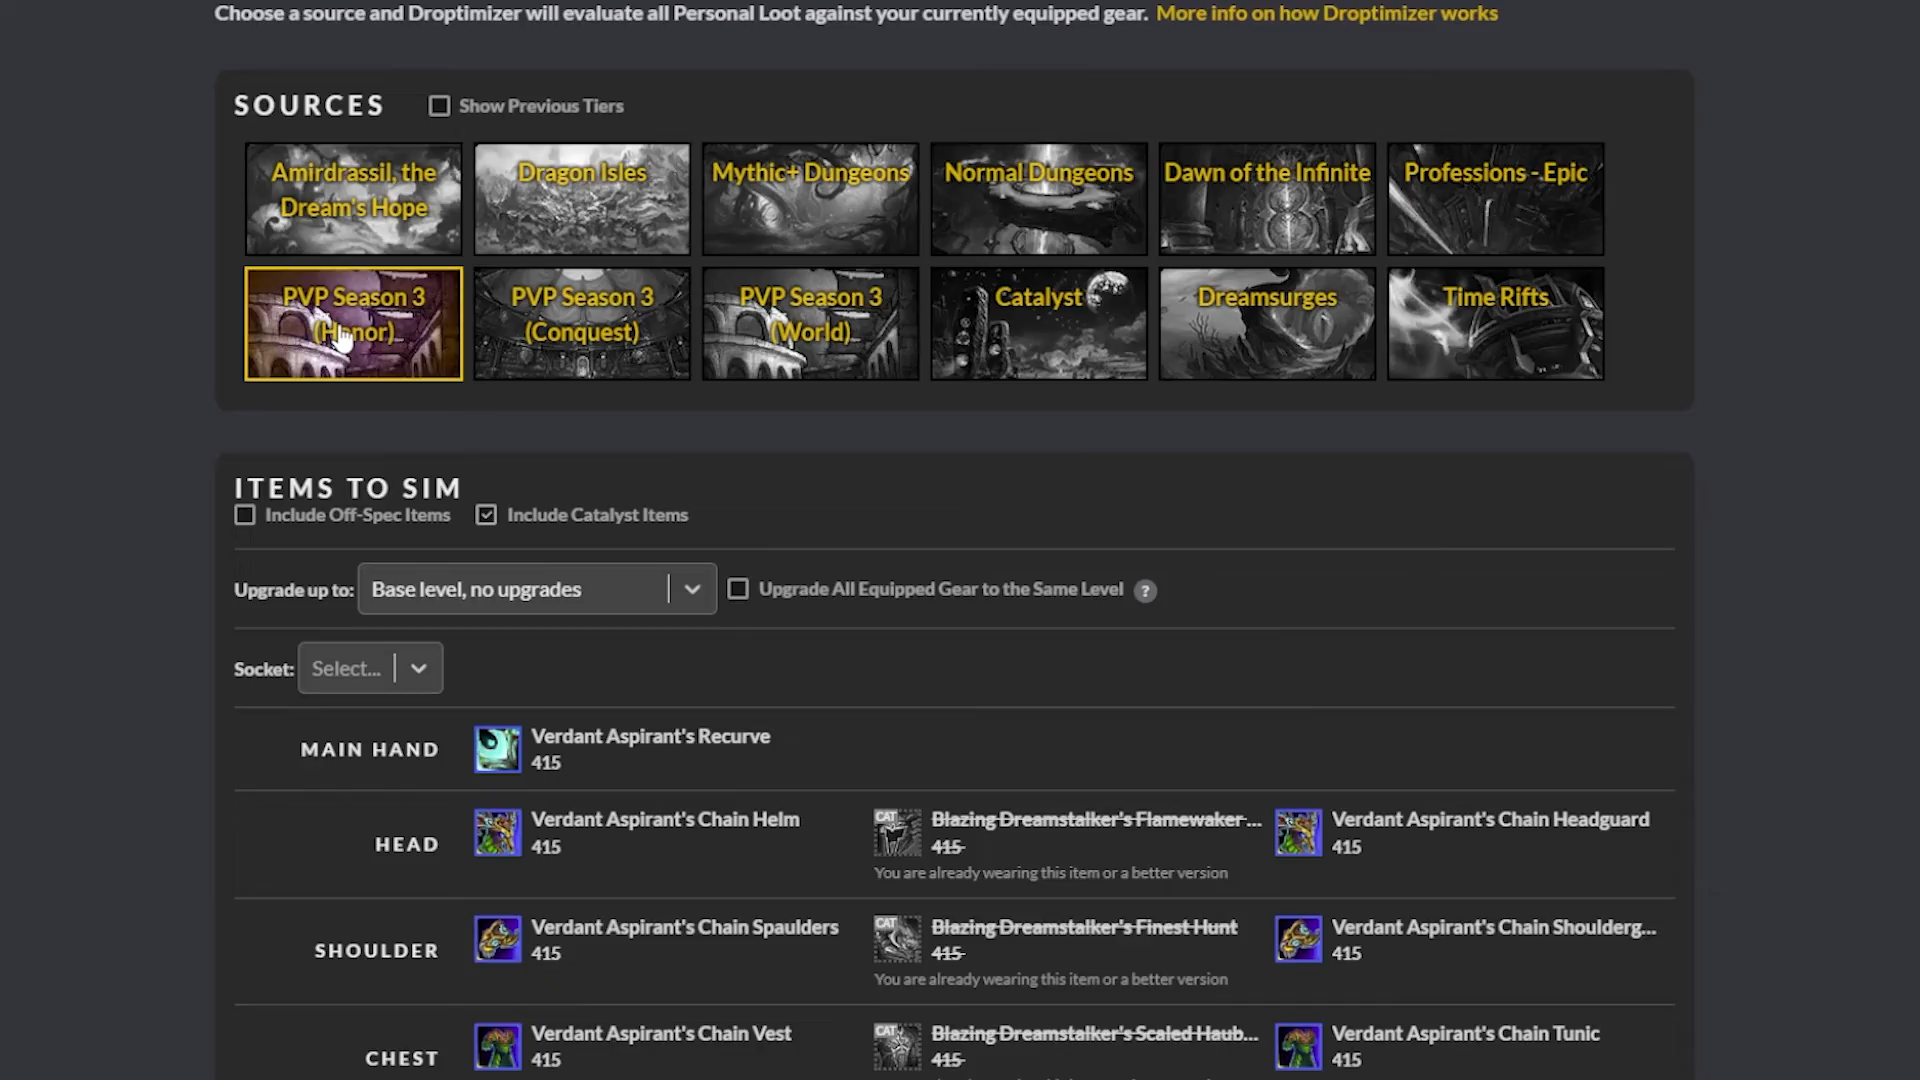 Choose a source and Droptimizer will evaluate all Personal Loot against your currently equipped gear. More info on how Droptimizer works
SOURCES
Show Previous Tiers
Amirdrassil, the Dream's Hope
Dragon Isles
Mythic+ Dungeons
Normal Dungeons
Dawn of the Infinite
Professions - Epic
PVP Season 3 (Honor)
PVP Season 3 (Conquest)
PVP Season 3 (World)
Catalyst
Dreamsurges
Time Rifts
ITEMS TO SIM
Include Off-Spec Items
Include Catalyst Items
Upgrade up to: Base level, no upgrades
Upgrade All Equipped Gear to the Same Level ?
Socket: Select...
MAIN HAND
Verdant Aspirant's Recurve
415
HEAD
Verdant Aspirant's Chain Helm
415
CAT
Blazing Dreamstalker's Flamewaker ...
415
You are already wearing this item or a better version
Verdant Aspirant's Chain Headguard
415
SHOULDER
Verdant Aspirant's Chain Spaulders
415
CAT
Blazing Dreamstalker's Finest Hunt
415
You are already wearing this item or a better version
Verdant Aspirant's Chain Shoulderg...
415
CHEST
Verdant Aspirant's Chain Vest
415
CAT
Blazing Dreamstalker's Scaled Haub...
415
Verdant Aspirant's Chain Tunic
415